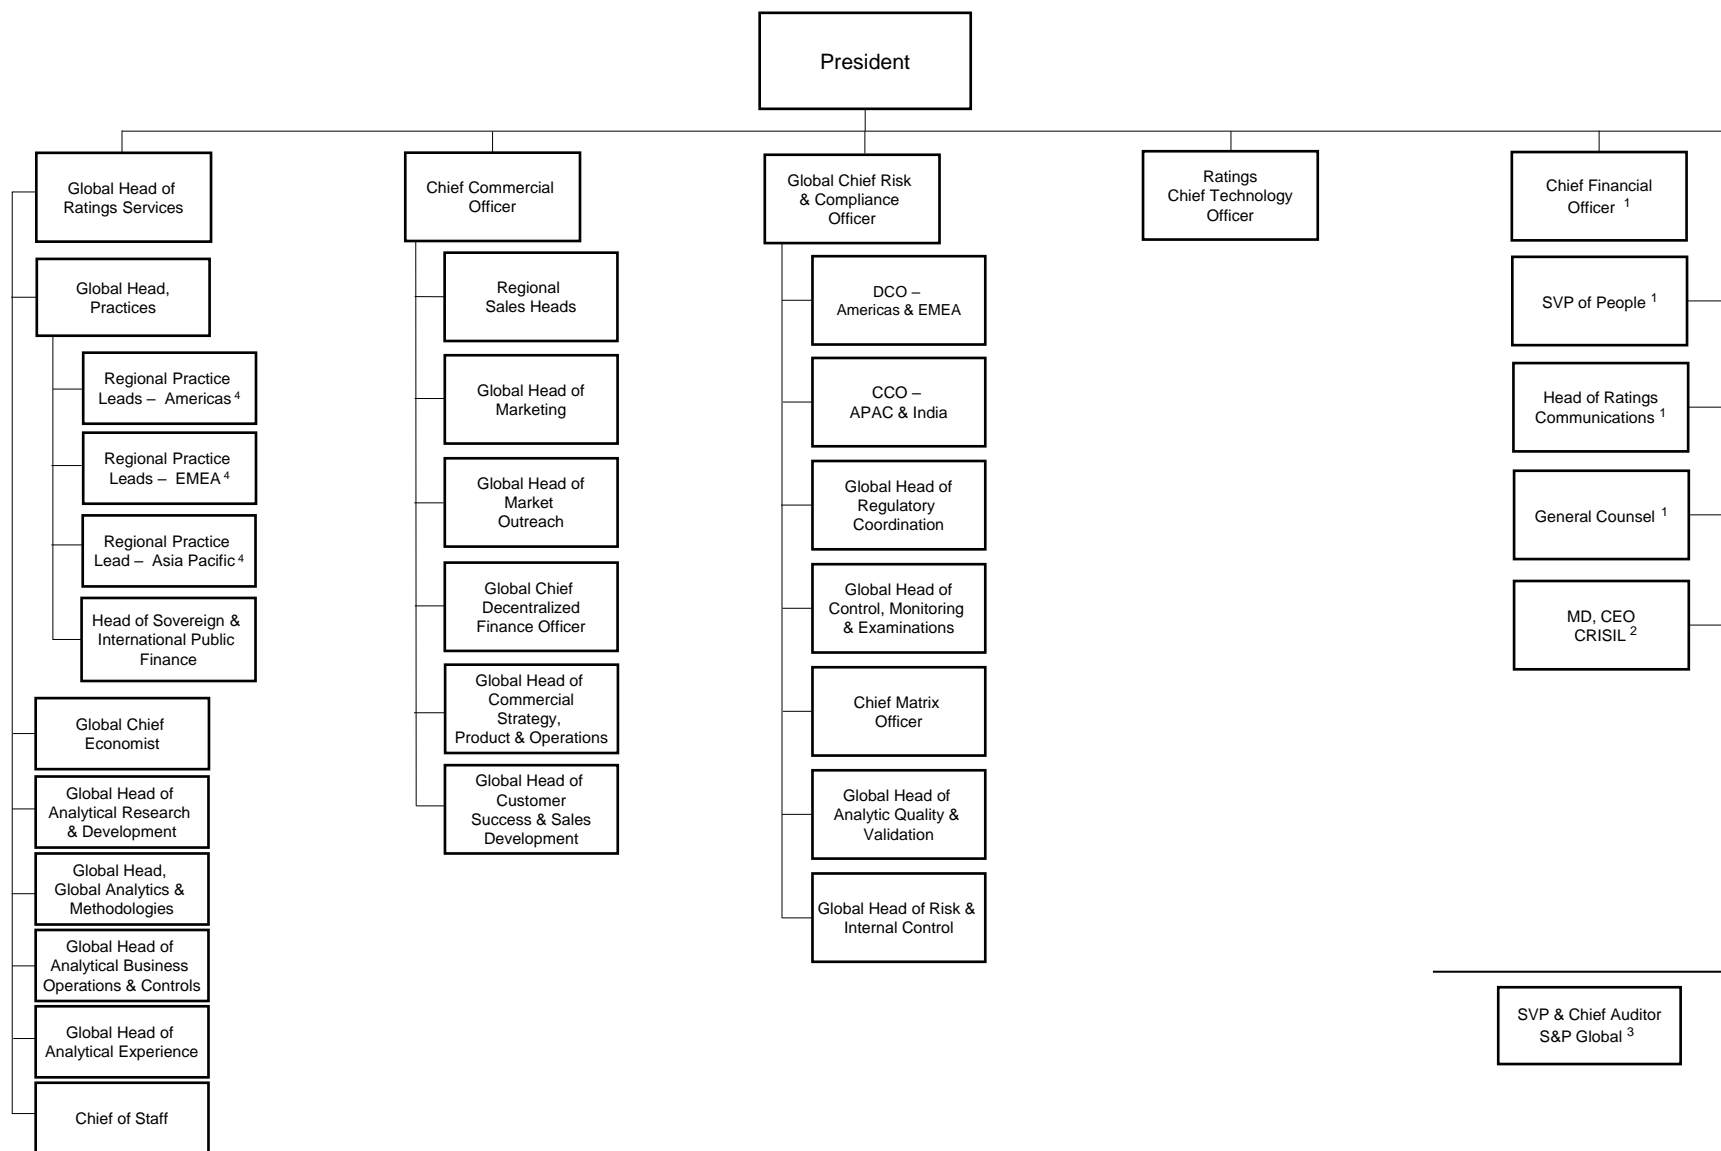 President
Global Head of
Ratings Services
Global Head,
Practices
Regional Practice
Leads – Americas 4
Regional Practice
Leads – EMEA 4
Regional Practice
Lead – Asia Pacific 4
Head of Sovereign &
International Public
Finance
Global Chief
Economist
Global Head of
Analytical Research
& Development
Global Head,
Global Analytics &
Methodologies
Global Head of
Analytical Business
Operations & Controls
Global Head of
Analytical Experience
Chief of Staff
Chief Commercial
Officer
Regional
Sales Heads
Global Head of
Marketing
Global Head of
Market
Outreach
Global Chief
Decentralized
Finance Officer
Global Head of
Commercial
Strategy,
Product & Operations
Global Head of
Customer
Success & Sales
Development
Global Chief Risk
& Compliance
Officer
DCO –
Americas & EMEA
CCO –
APAC & India
Global Head of
Regulatory
Coordination
Global Head of
Control, Monitoring
& Examinations
Chief Matrix
Officer
Global Head of
Analytic Quality &
Validation
Global Head of Risk &
Internal Control
Ratings
Chief Technology
Officer
Chief Financial
Officer 1
SVP of People 1
Head of Ratings
Communications 1
General Counsel 1
MD, CEO
CRISIL 2
SVP & Chief Auditor
S&P Global 3